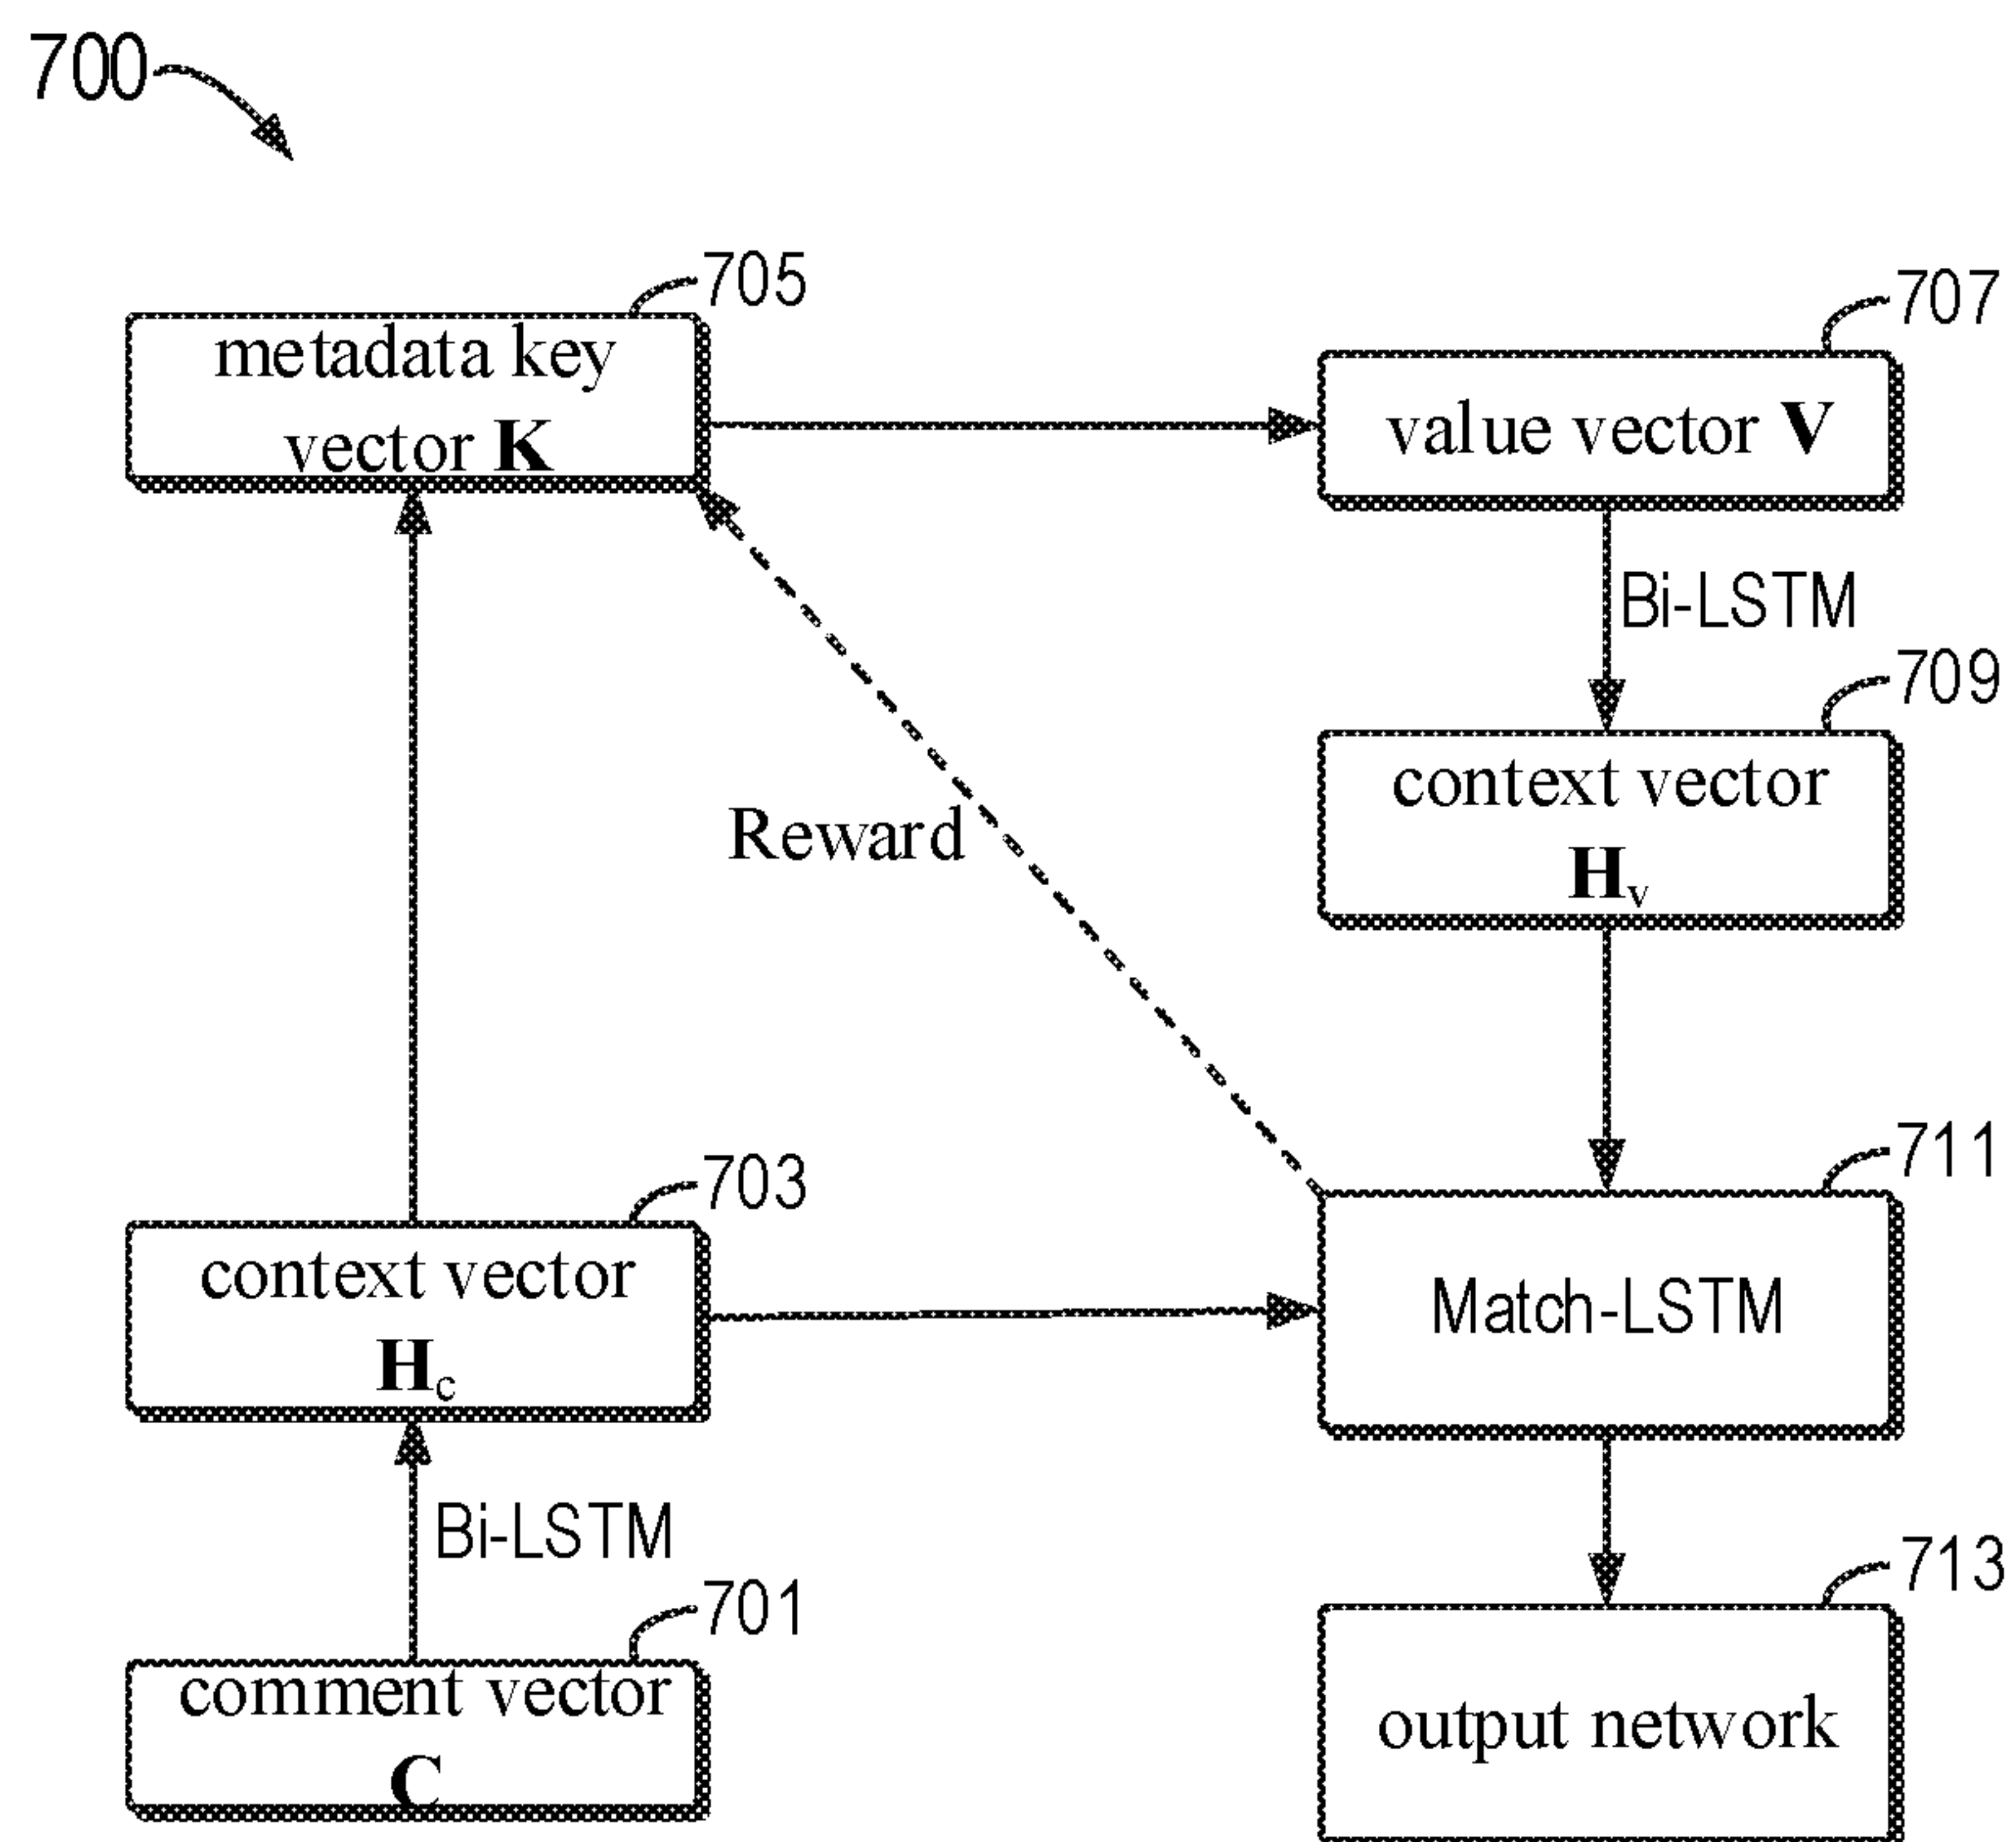 700
705
metadata key
vector K
707
value vector V
Bi-LSTM
709
context vector
Hv
Reward
703
context vector
Hc
711
Match-LSTM
Bi-LSTM
701
comment vector
C
713
output network